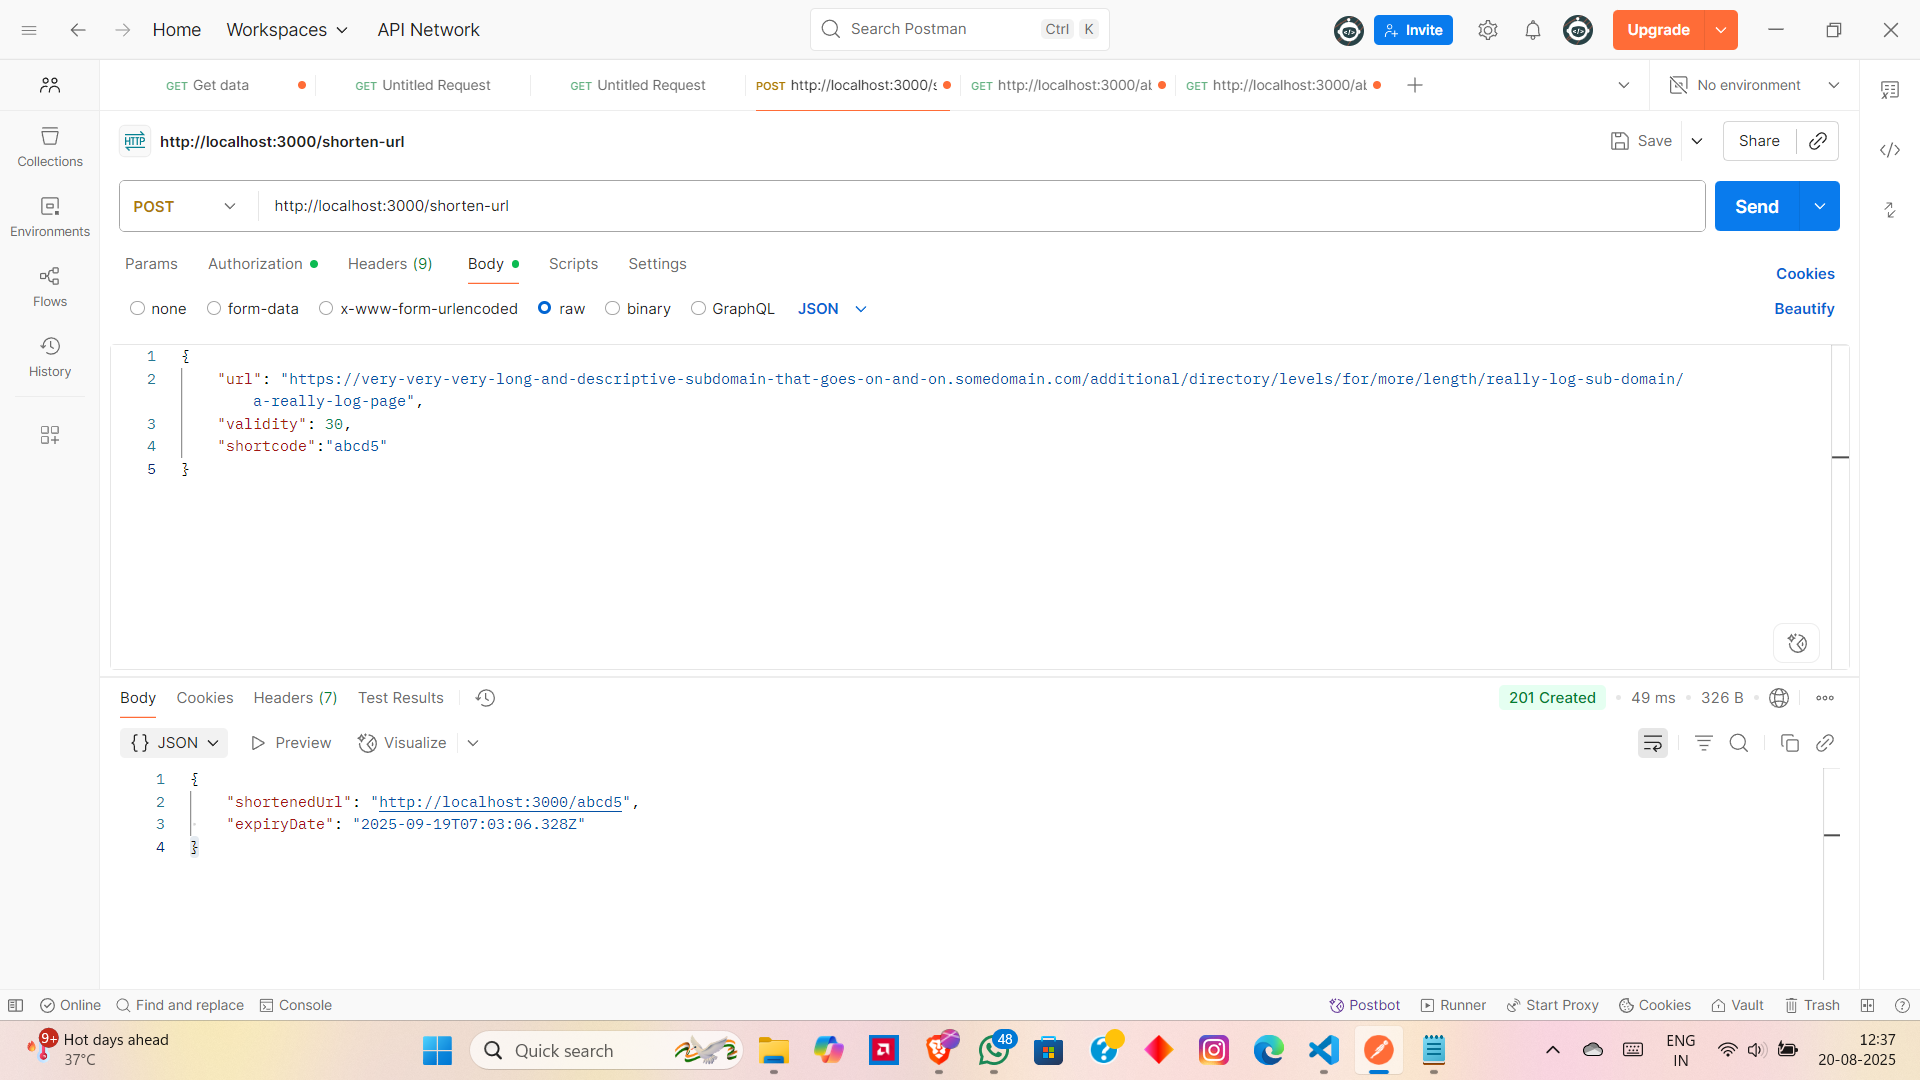 Home
Workspaces
API Network
Search Postman
Ctrl K
Invite
Upgrade
GET Get data
GET Untitled Request
GET Untitled Request
POST http://localhost:3000/s
GET http://localhost:3000/ab
GET http://localhost:3000/ab
No environment
HTTP http://localhost:3000/shorten-url
Save
Share
Collections
Environments
Flows
History
POST
http://localhost:3000/shorten-url
Send
Params
Authorization
Headers (9)
Body
Scripts
Settings
Cookies
none
form-data
x-www-form-urlencoded
raw
binary
GraphQL
JSON
Beautify
1 {
2 "url": "https://very-very-very-long-and-descriptive-subdomain-that-goes-on-and-on.somedomain.com/additional/directory/levels/for/more/length/really-log-sub-domain/
a-really-log-page",
3 "validity": 30,
4 "shortcode":"abcd5"
5 }
Body
Cookies
Headers (7)
Test Results
201 Created
49 ms
326 B
{} JSON
Preview
Visualize
1 {
2 "shortenedUrl": "http://localhost:3000/abcd5",
3 "expiryDate": "2025-09-19T07:03:06.328Z"
4 }
Online
Find and replace
Console
Postbot
Runner
Start Proxy
Cookies
Vault
Trash
9+
Hot days ahead
37°C
Quick search
48
ENG
IN
12:37
20-08-2025